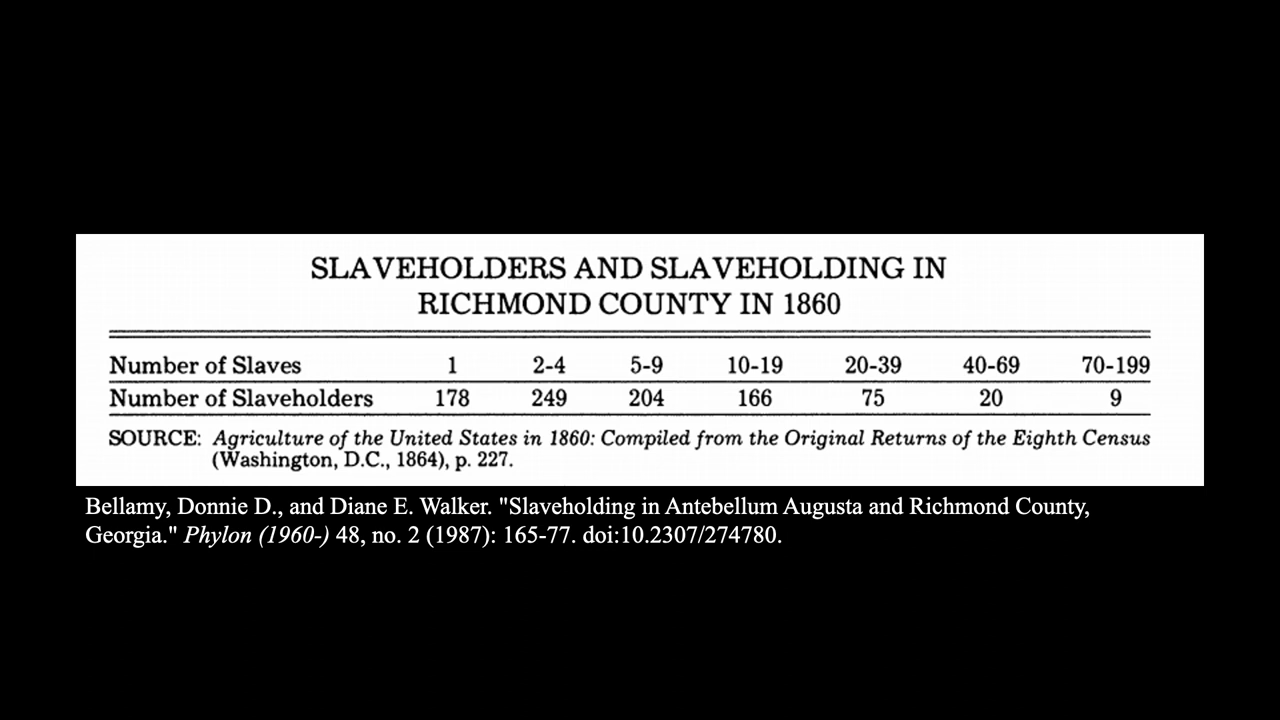 SLAVEHOLDERS AND SLAVEHOLDING IN
RICHMOND COUNTY IN 1860
Number of Slaves 1 2-4 5-9 10-19 20-39 40-69 70-199
Number of Slaveholders 178 249 204 166 75 20 9
SOURCE: Agriculture of the United States in 1860: Compiled from the Original Returns of the Eighth Census
(Washington, D.C., 1864), p. 227.
Bellamy, Donnie D., and Diane E. Walker. "Slaveholding in Antebellum Augusta and Richmond County,
Georgia." Phylon (1960-) 48, no. 2 (1987): 165-77. doi:10.2307/274780.